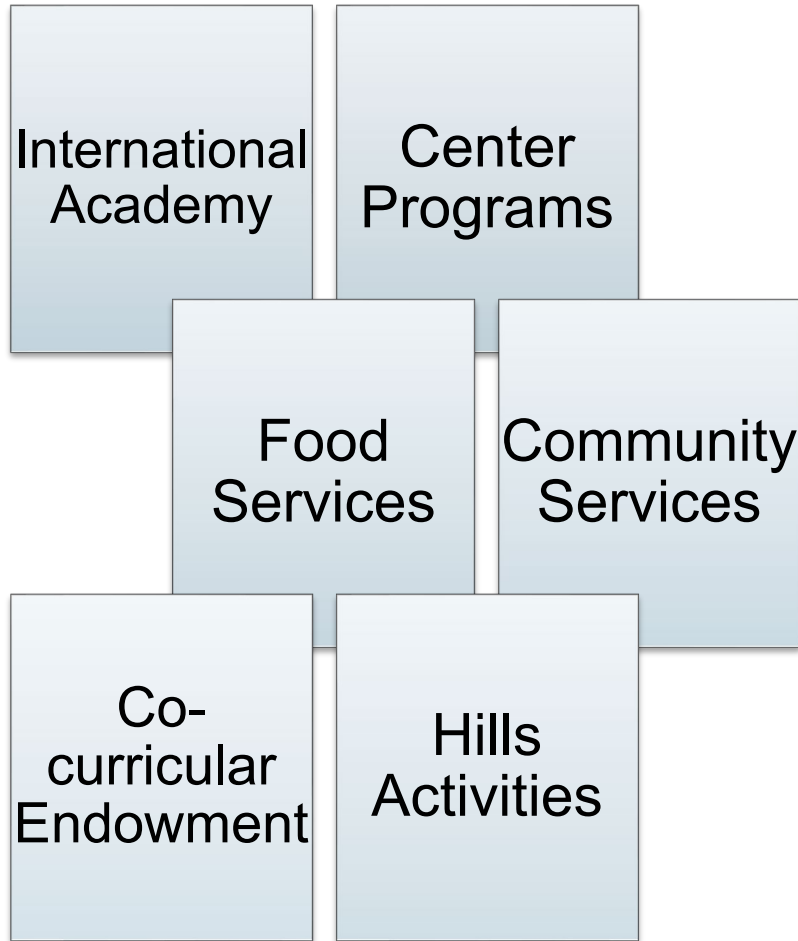 International
Academy
Center
Programs
Food
Services
Community
Services
Co-
curricular
Endowment
Hills
Activities